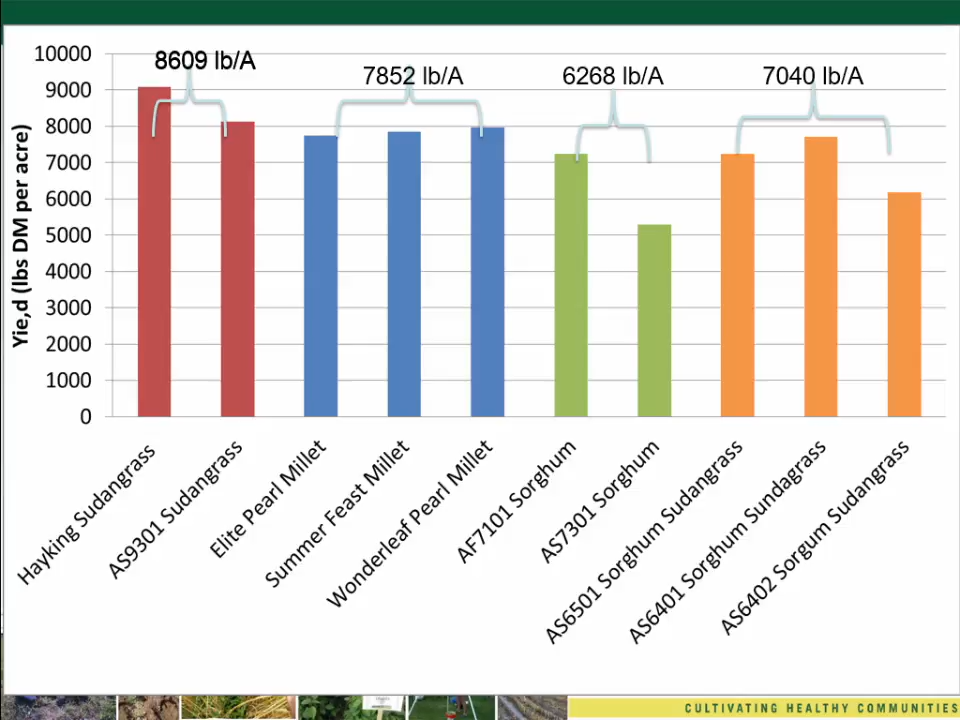 8609 lb/A
7852 lb/A
6268 lb/A
7040 lb/A
Yie,d (lbs DM per acre)
10000
9000
8000
7000
6000
5000
4000
3000
2000
1000
0
Hayking Sudangrass
AS9301 Sudangrass
Elite Pearl Millet
Summer Feast Millet
Wonderleaf Pearl Millet
AF7101 Sorghum
AS7301 Sorghum
AS6501 Sorghum Sudangrass
AS6401 Sorghum Sundagrass
AS6402 Sorgum Sudangrass
CULTIVATING HEALTHY COMMUNITIES